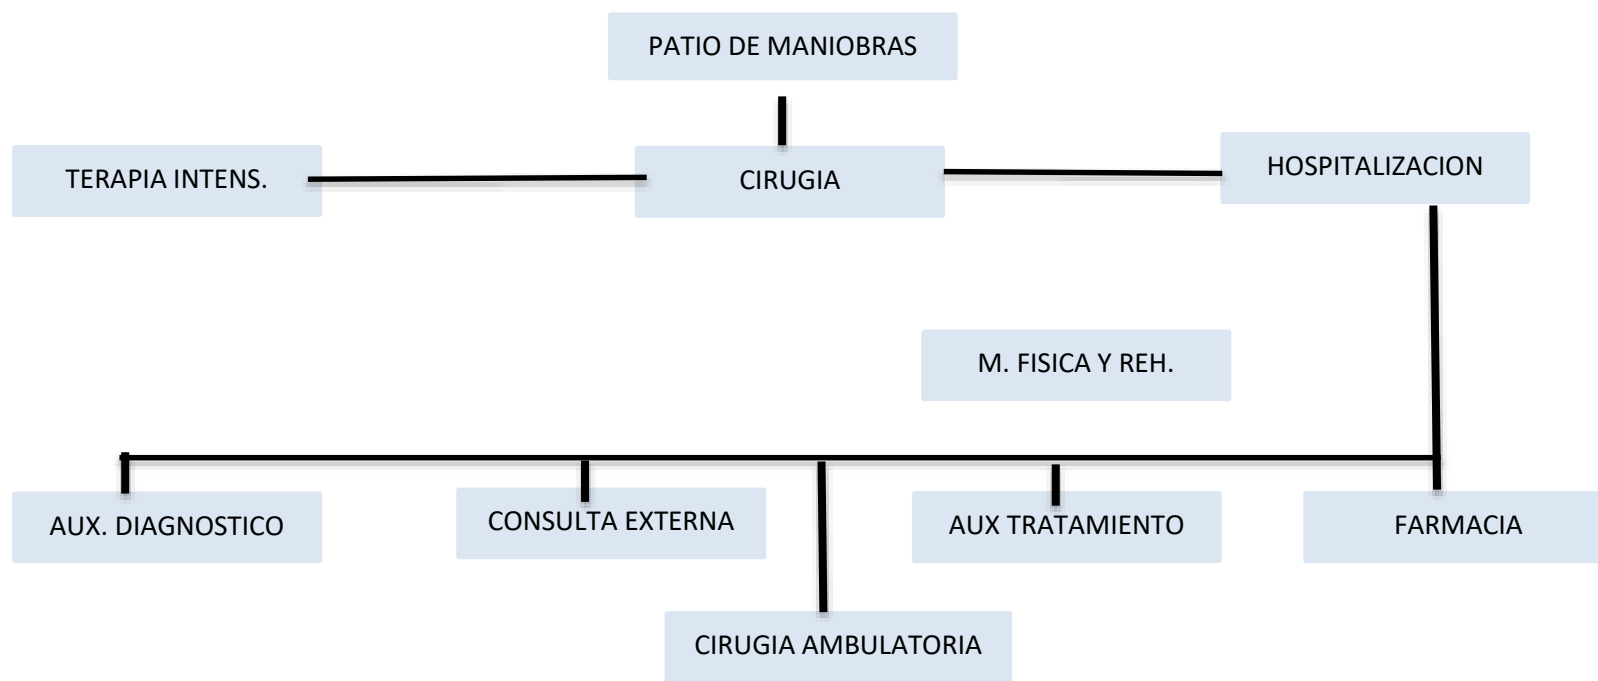 PATIO DE MANIOBRAS
TERAPIA INTENS.
CIRUGIA
HOSPITALIZACION
M. FISICA Y REH.
AUX. DIAGNOSTICO
CONSULTA EXTERNA
AUX TRATAMIENTO
FARMACIA
CIRUGIA AMBULATORIA